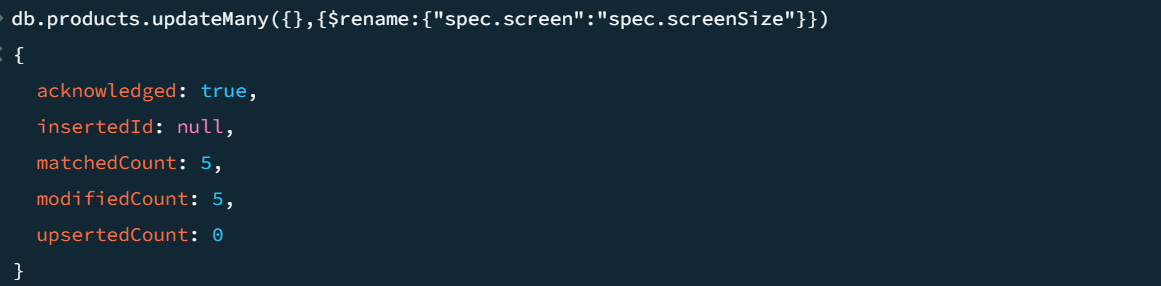 db.products.updateMany({},{$rename:{"spec.screen":"spec.screenSize"}})
{
acknowledged: true,
insertedId: null,
matchedCount: 5,
modifiedCount: 5,
upsertedCount: 0
}